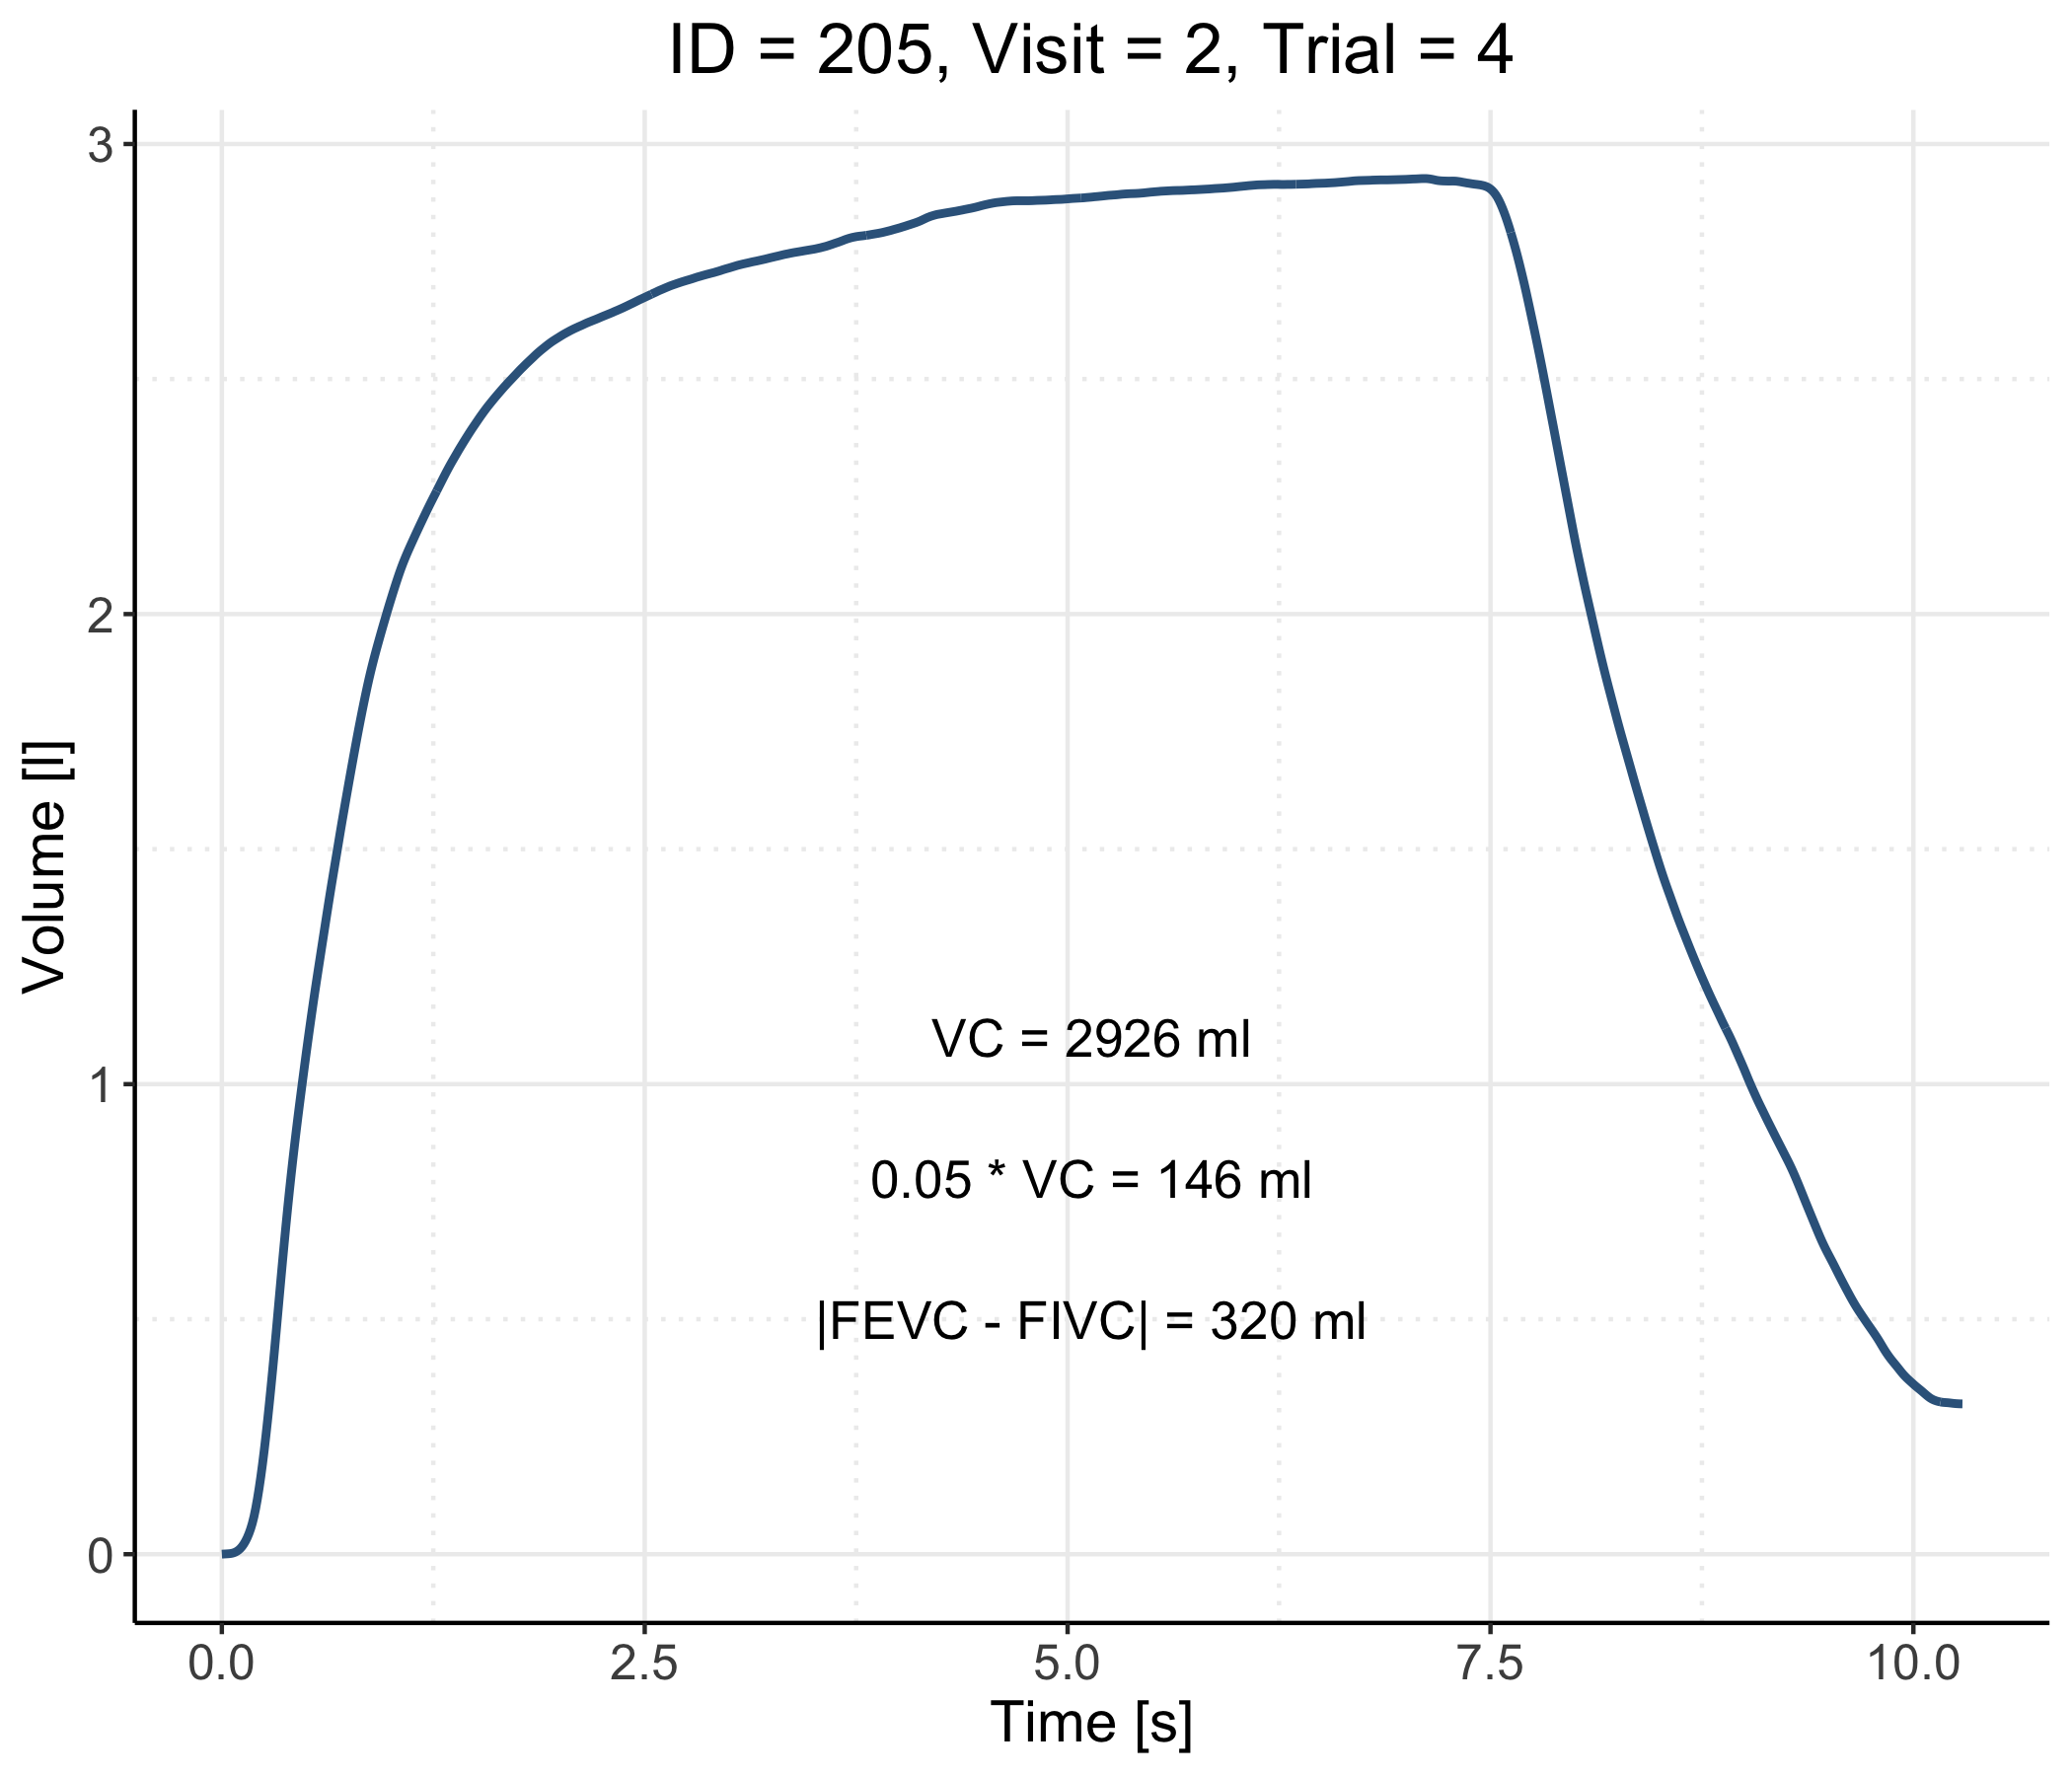 ID = 205, Visit = 2, Trial = 4
3
2
1
0
Volume [l]
VC = 2926 ml
0.05 * VC = 146 ml
|FEVC - FIVC| = 320 ml
0.0 2.5 5.0 7.5 10.0
Time [s]